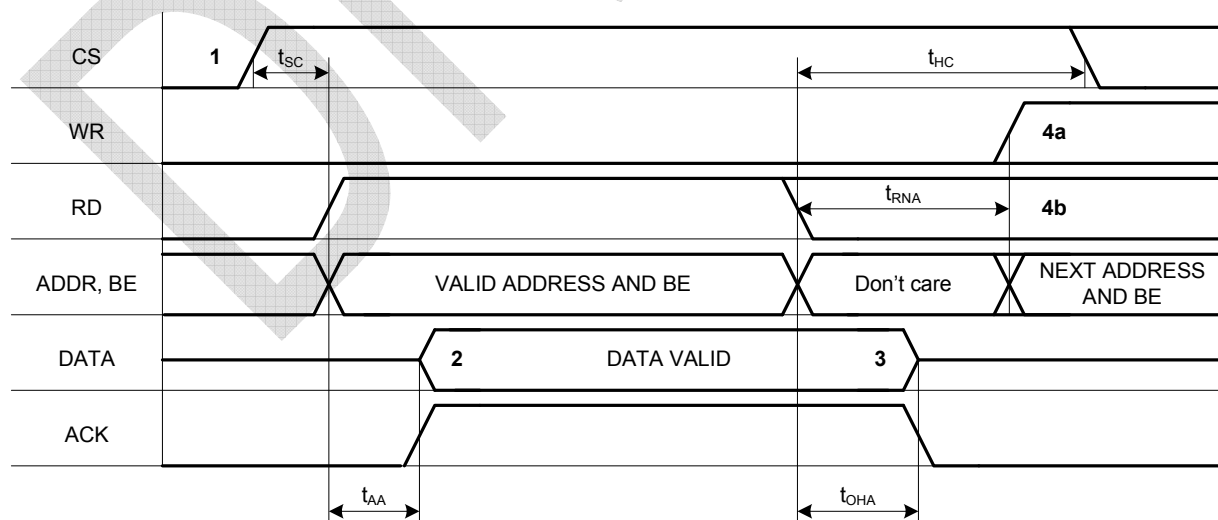 CS 1 tSC tHC
WR 4a
RD tRNA 4b
ADDR, BE VALID ADDRESS AND BE Don't care NEXT ADDRESS
AND BE
DATA 2 DATA VALID 3
ACK
tAA tOHA